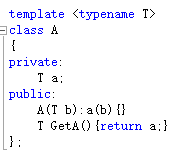 template <typename T>
class A
{
private:
    T a;
public:
    A(T b):a(b){}
    T GetA(){return a;}
};